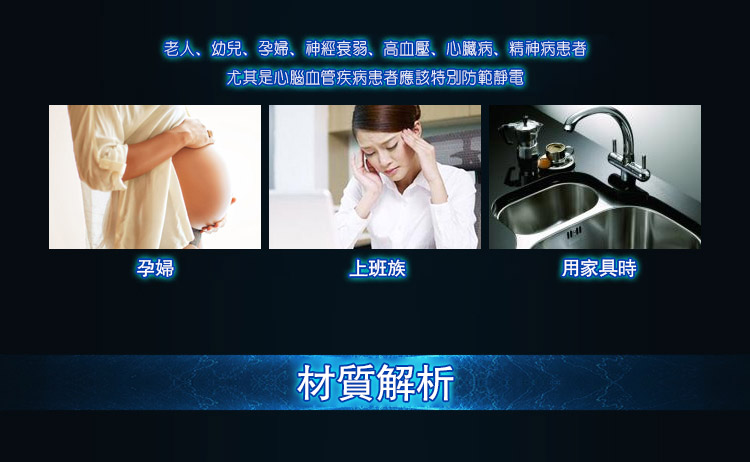 老人、幼兒、孕婦、神經衰弱、高血壓、心臟病、精神病患者
尤其是心腦血管疾病患者應該特別防範靜電
孕婦
上班族
用家具時
材質解析